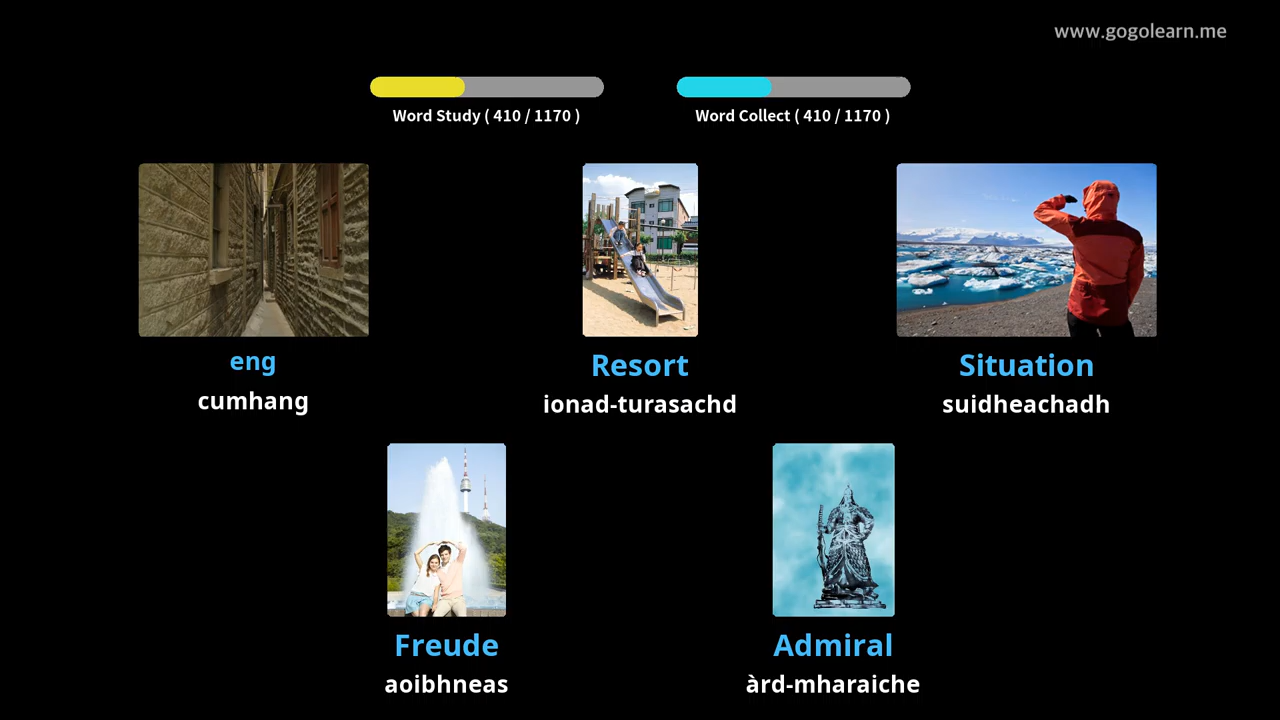 www.gogolearn.me
Word Study ( 410 / 1170 )
Word Collect ( 410 / 1170 )
eng
cumhang
Resort
ionad-turasachd
Situation
suidheachadh
Freude
aoibhneas
Admiral
àrd-mharaiche